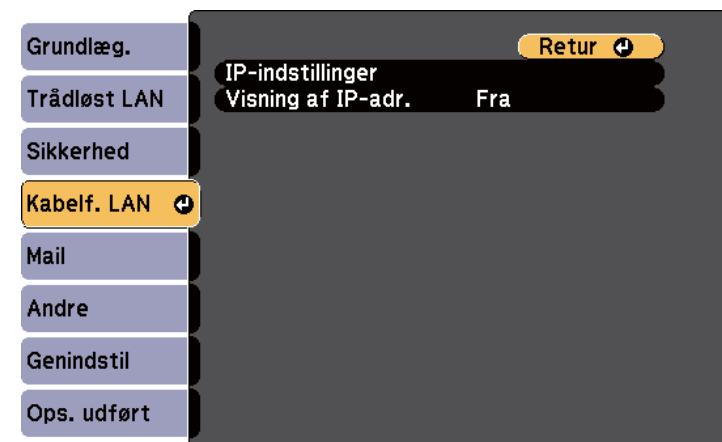 Grundlæg.
Trådløst LAN
Sikkerhed
Kabelf. LAN
Mail
Andre
Genindstil
Ops. udført
Retur
IP-indstillinger
Visning af IP-adr. Fra